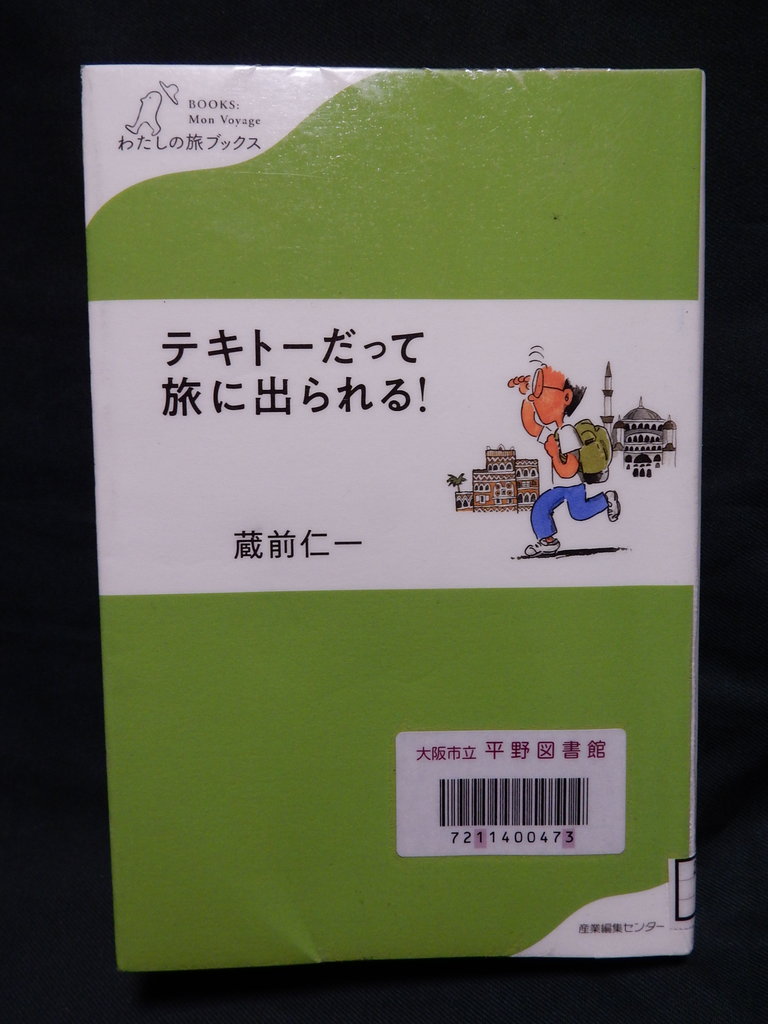 BOOKS:
Mon Voyage
わたしの旅ブックス
テキトーだって
旅に出られる!
蔵前仁一
大阪市立 平野図書館
7211400473
産業編集センター